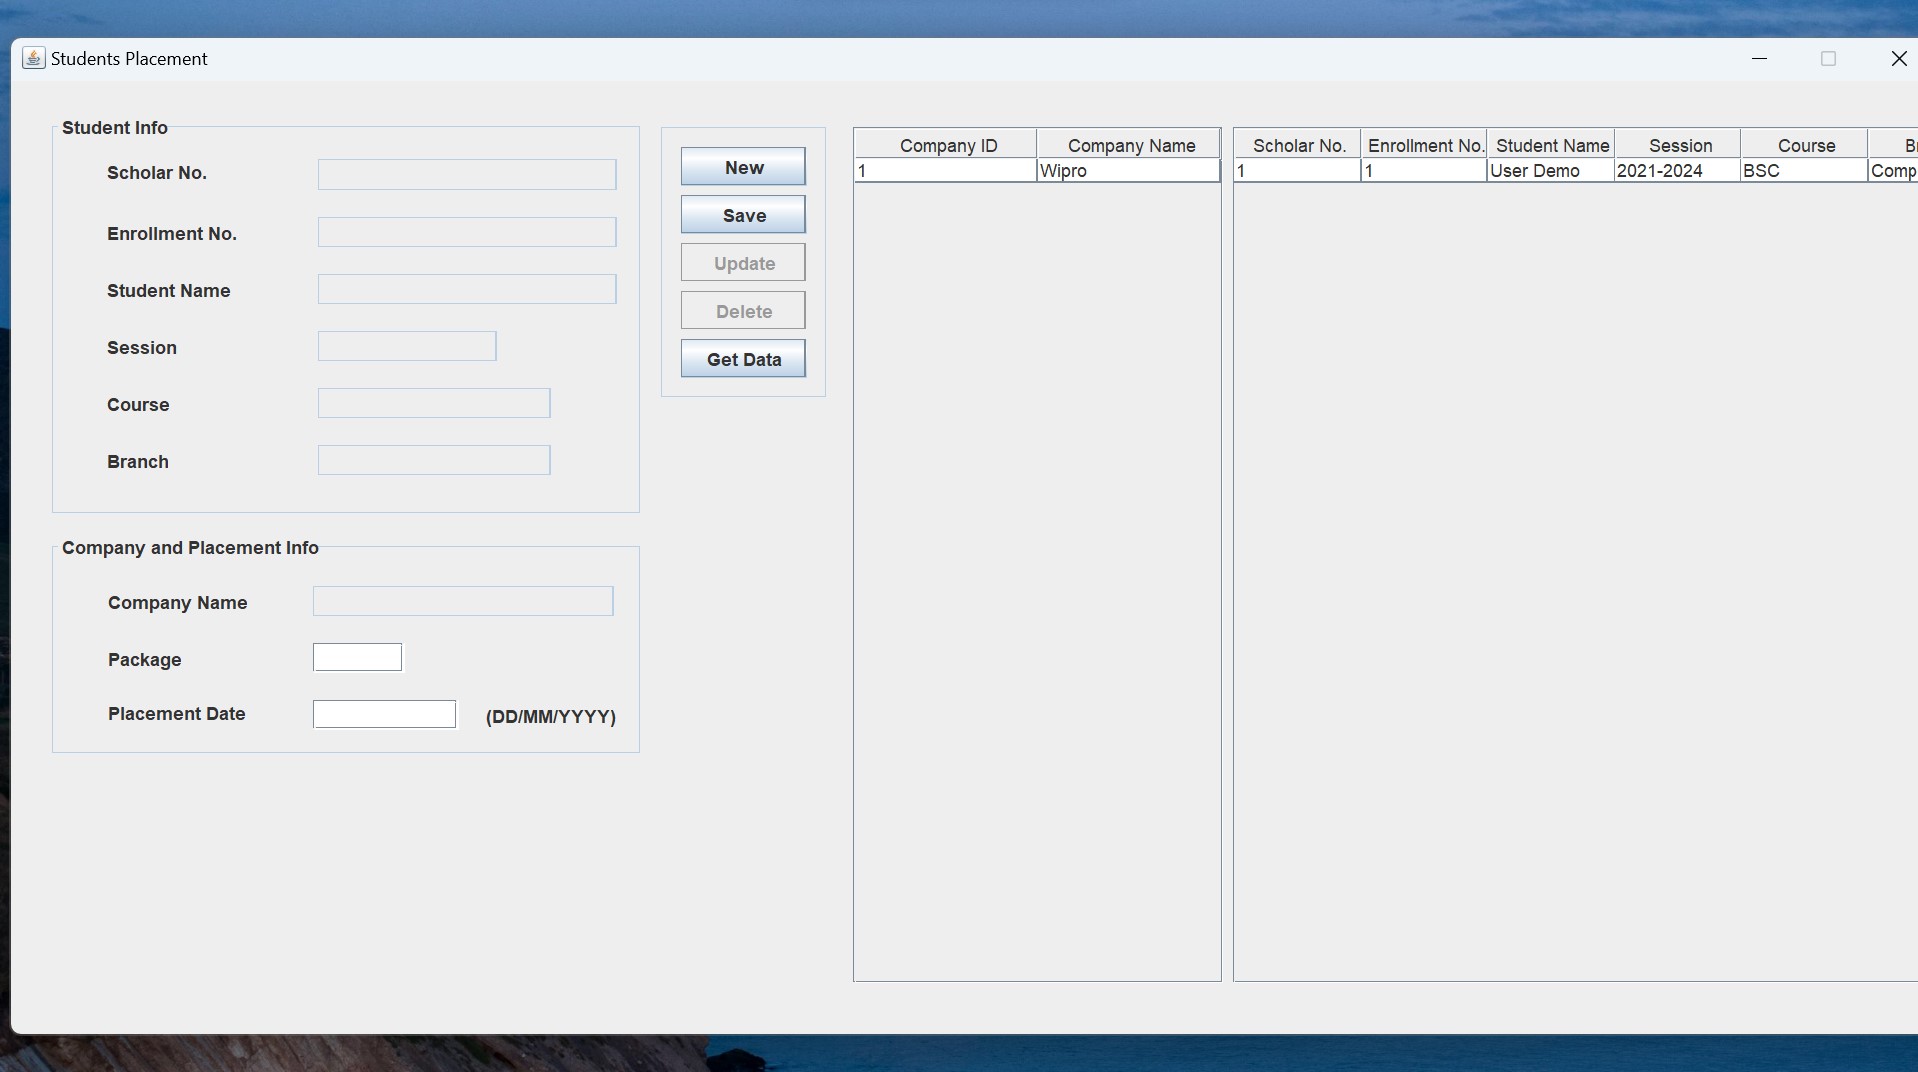 Students Placement
Student Info
Scholar No.
Enrollment No.
Student Name
Session
Course
Branch
Company and Placement Info
Company Name
Package
Placement Date (DD/MM/YYYY)
New
Save
Update
Delete
Get Data
Company ID Company Name
1 Wipro
Scholar No. Enrollment No. Student Name Session Course B
1 1 User Demo 2021-2024 BSC Comp